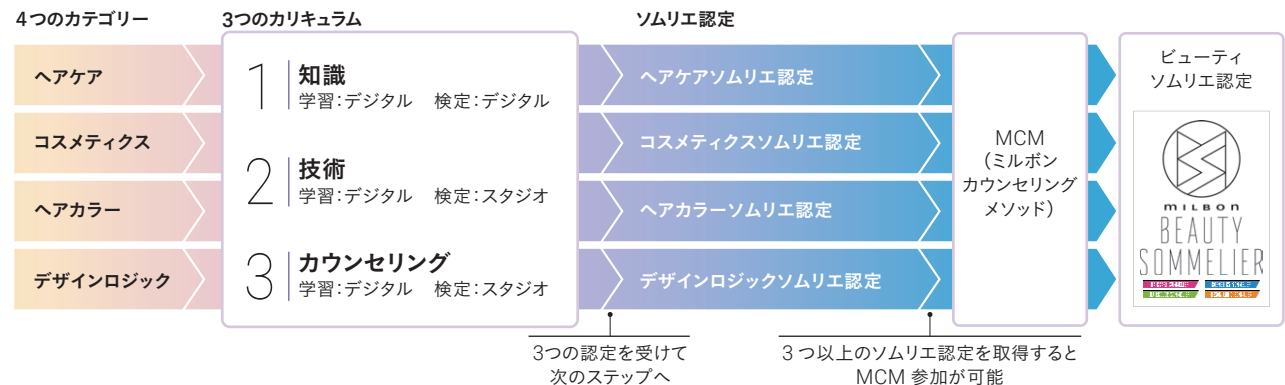 4つのカテゴリー
3つのカリキュラム
ソムリエ認定
ヘアケア
コスメティクス
ヘアカラー
デザインロジック
1 知識
学習:デジタル 検定:デジタル
2 技術
学習:デジタル 検定:スタジオ
3 カウンセリング
学習:デジタル 検定:スタジオ
ヘアケアソムリエ認定
コスメティクスソムリエ認定
ヘアカラーソムリエ認定
デザインロジックソムリエ認定
MCM
(ミルボン
カウンセリング
メソッド)
ビューティ
ソムリエ認定
MILBON
BEAUTY
SOMMELIER
3つの認定を受けて
次のステップへ
3つ以上のソムリエ認定を取得すると
MCM 参加が可能